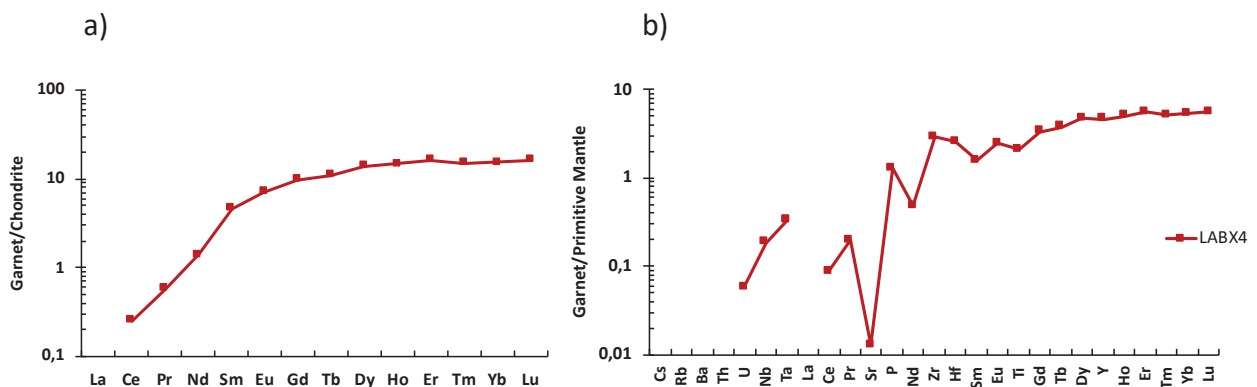 a)
Garnet/Chondrite
100
10
1
0,1
La Ce Pr Nd Sm Eu Gd Tb Dy Ho Er Tm Yb Lu
b)
Garnet/Primitive Mantle
10
1
0,1
0,01
Cs Rb Ba Th U Nb Ta La Ce Pr Sr P Nd Zr Hf Sm Eu Ti Gd Tb Dy Y Ho Er Tm Yb Lu
LABX4